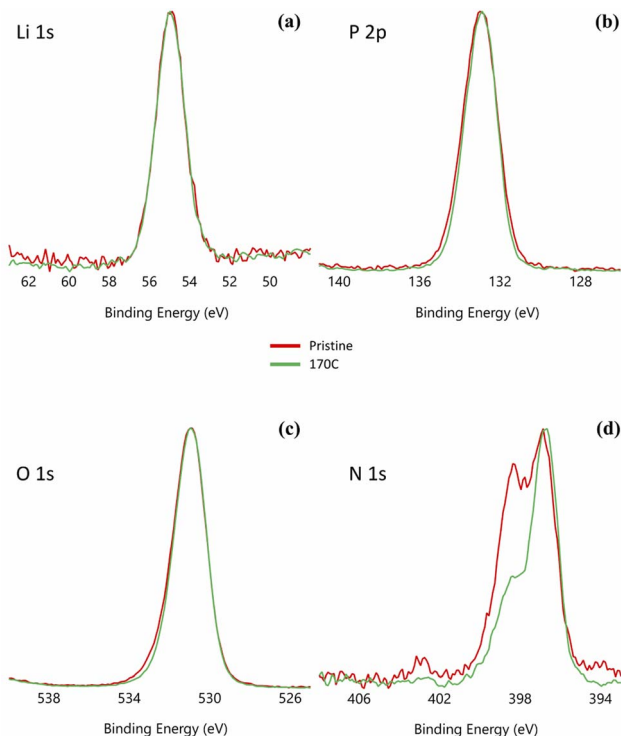 Li 1s
(a)
62 60 58 56 54 52 50
Binding Energy (eV)
P 2p
(b)
140 136 132 128
Binding Energy (eV)
Pristine
170C
O 1s
(c)
538 534 530 526
Binding Energy (eV)
N 1s
(d)
406 402 398 394
Binding Energy (eV)